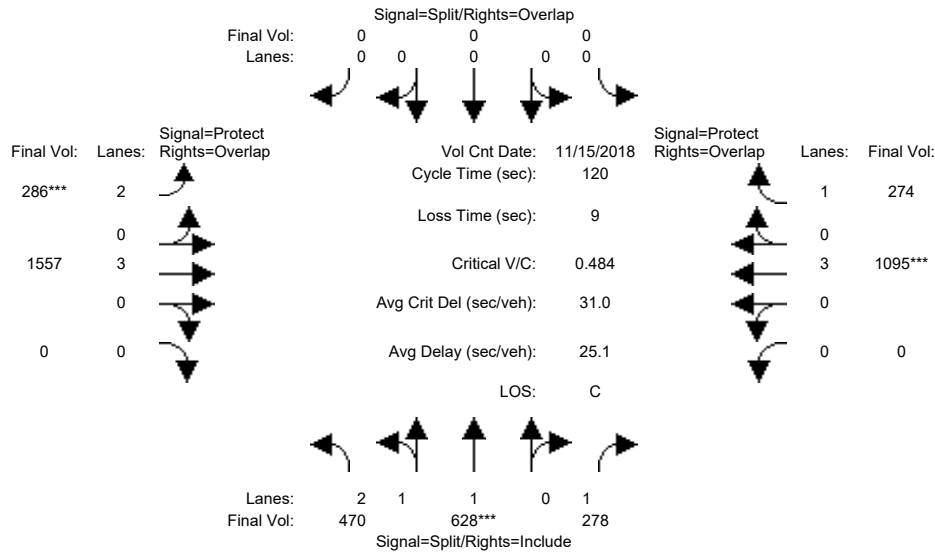 Signal=Split/Rights=Overlap
Final Vol: 0 0 0
Lanes: 0 0 0 0 0
Signal=Protect
Final Vol: Lanes: Rights=Overlap
Vol Cnt Date: 11/15/2018
Signal=Protect
Rights=Overlap Lanes: Final Vol:
Cycle Time (sec): 120
286*** 2
1 274
Loss Time (sec): 9
0
0
1557 3
Critical V/C: 0.484
3 1095***
0
Avg Crit Del (sec/veh): 31.0
0
0 0
Avg Delay (sec/veh): 25.1
0 0
LOS: C
Lanes: 2 1 1 0 1
Final Vol: 470 628*** 278
Signal=Split/Rights=Include